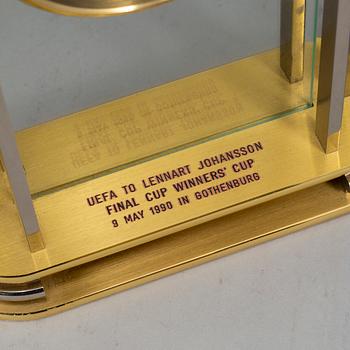 UEFA TO LENNART JOHANSSON
FINAL CUP WINNERS' CUP
9 MAY 1990 IN GOTHENBURG